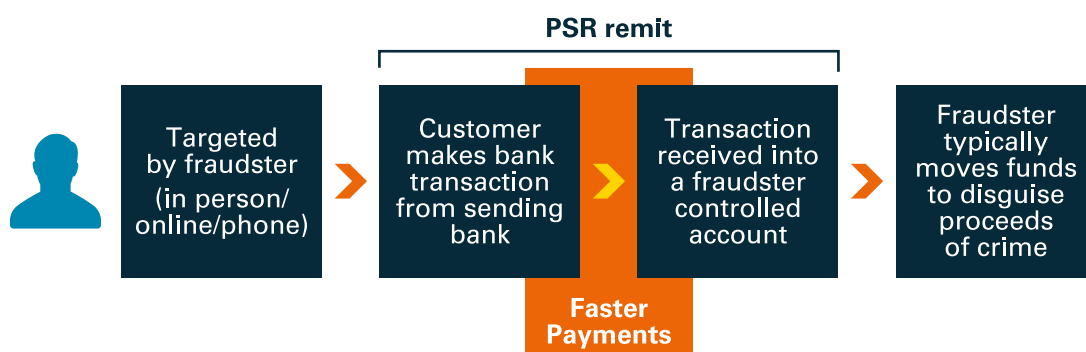 PSR remit
Targeted
by fraudster
(in person/
online/phone)
Customer
makes bank
transaction
from sending
bank
Transaction
received into
a fraudster
controlled
account
Fraudster
typically
moves funds
to disguise
proceeds
of crime
Faster
Payments